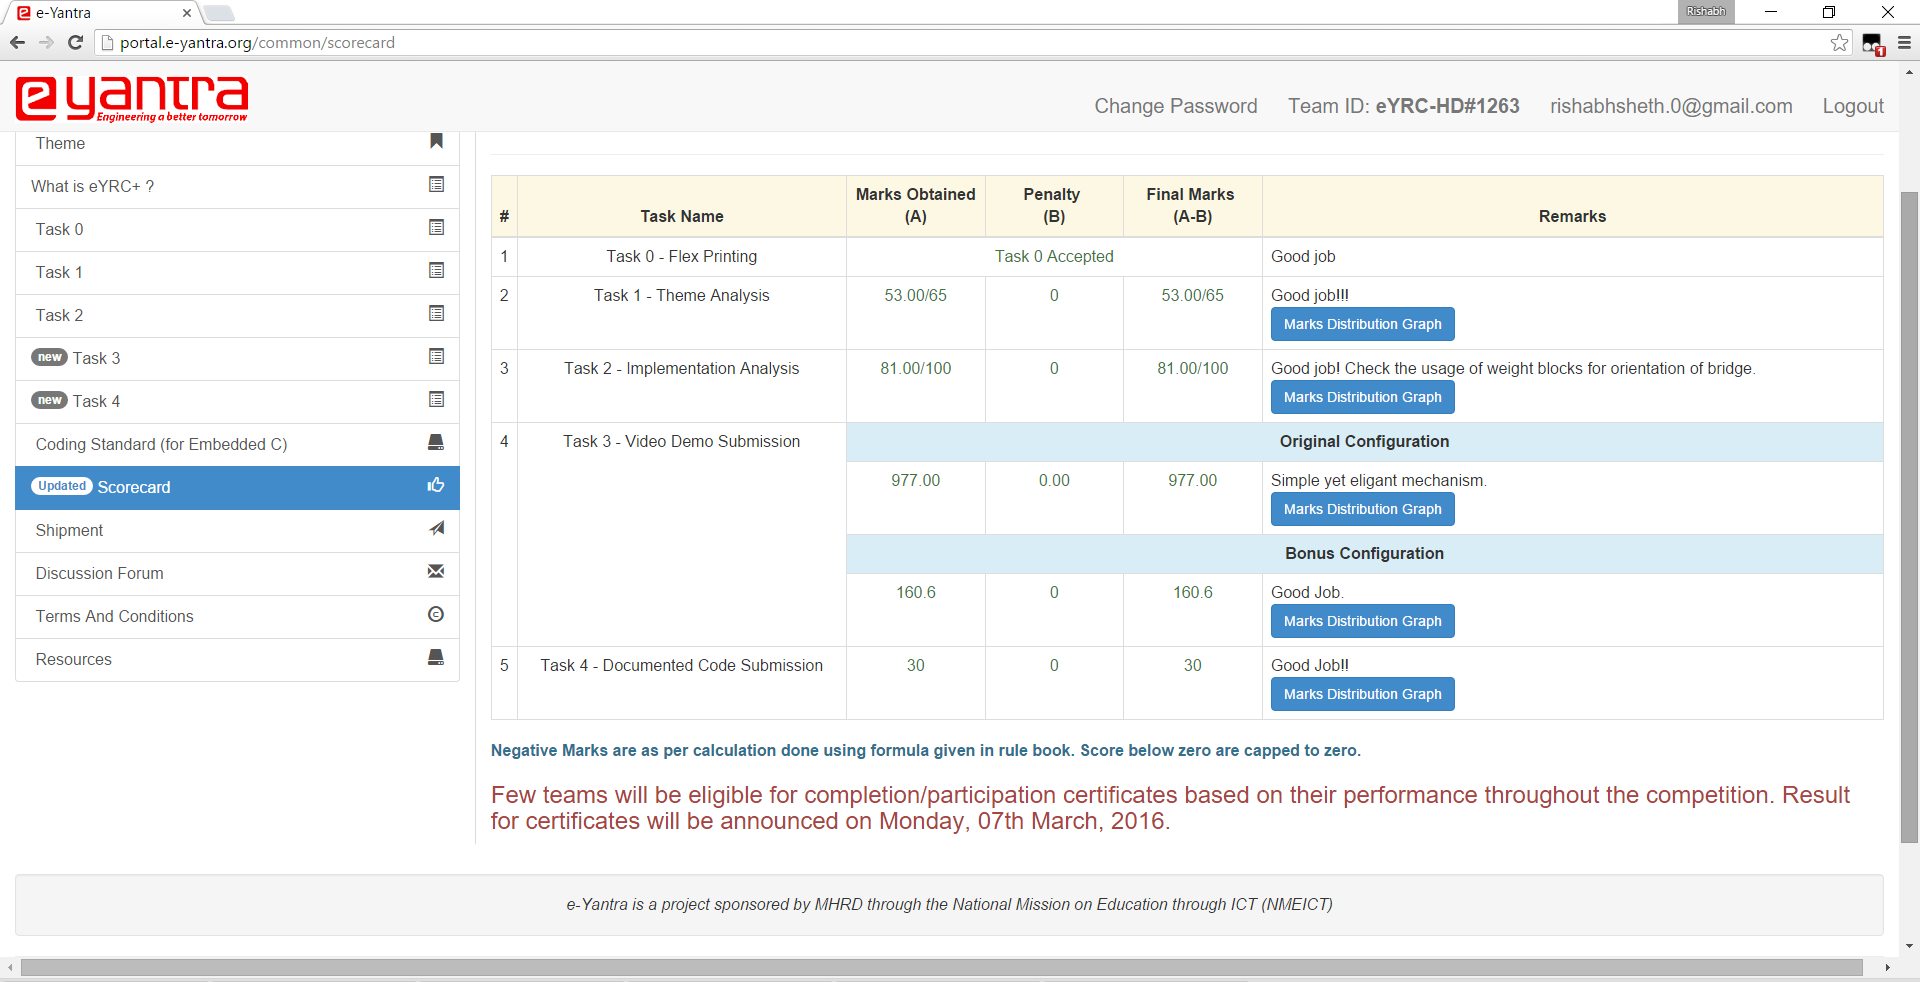 e-Yantra
Rishabh
portal.e-yantra.org/common/scorecard
1
e yantra
Engineering a better tomorrow
Change Password Team ID: eYRC-HD#1263 rishabhsheth.0@gmail.com Logout
Theme
What is eYRC+ ?
Task 0
Task 1
Task 2
new Task 3
new Task 4
Coding Standard (for Embedded C)
Updated Scorecard
Shipment
Discussion Forum
Terms And Conditions
Resources
# Task Name Marks Obtained (A) Penalty (B) Final Marks (A-B) Remarks
1 Task 0 - Flex Printing Task 0 Accepted Good job
2 Task 1 - Theme Analysis 53.00/65 0 53.00/65 Good job!!!
Marks Distribution Graph
3 Task 2 - Implementation Analysis 81.00/100 0 81.00/100 Good job! Check the usage of weight blocks for orientation of bridge.
Marks Distribution Graph
4 Task 3 - Video Demo Submission Original Configuration
977.00 0.00 977.00 Simple yet eligant mechanism.
Marks Distribution Graph
Bonus Configuration
160.6 0 160.6 Good Job.
Marks Distribution Graph
5 Task 4 - Documented Code Submission 30 0 30 Good Job!!
Marks Distribution Graph
Negative Marks are as per calculation done using formula given in rule book. Score below zero are capped to zero.
Few teams will be eligible for completion/participation certificates based on their performance throughout the competition. Result
for certificates will be announced on Monday, 07th March, 2016.
e-Yantra is a project sponsored by MHRD through the National Mission on Education through ICT (NMEICT)